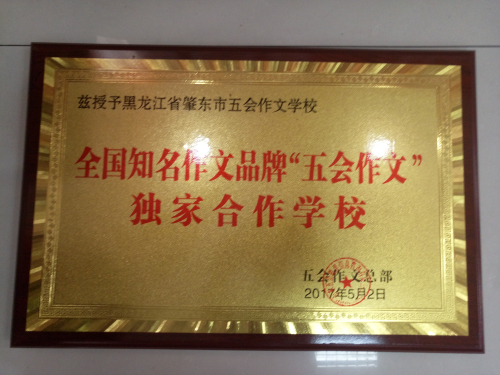 兹授予黑龙江省肇东市五会作文学校
全国知名作文品牌“五会作文”
独家合作学校
五会作文总部
2017年5月2日